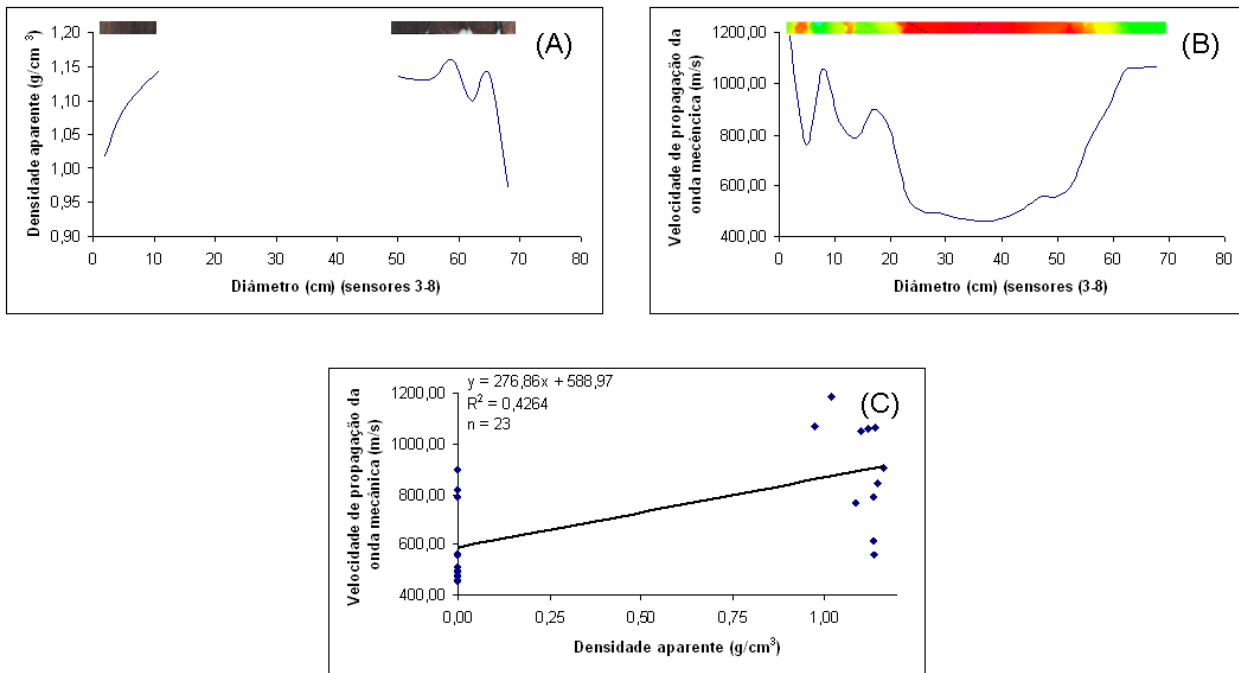 (A)
Densidade aparente (g/cm³)
1,20
1,15
1,10
1,05
1,00
0,95
0,90
0 10 20 30 40 50 60 70 80
Diâmetro (cm) (sensores 3-8)
(B)
Velocidade de propagação da
onda mecêncica (m/s)
1200,00
1000,00
800,00
600,00
400,00
0 10 20 30 40 50 60 70 80
Diâmetro (cm) (sensores (3-8)
(C)
y = 276,86x + 588,97
R² = 0,4264
n = 23
Velocidade de propagação da
onda mecânica (m/s)
1200,00
1000,00
800,00
600,00
400,00
0,00 0,25 0,50 0,75 1,00
Densidade aparente (g/cm³)